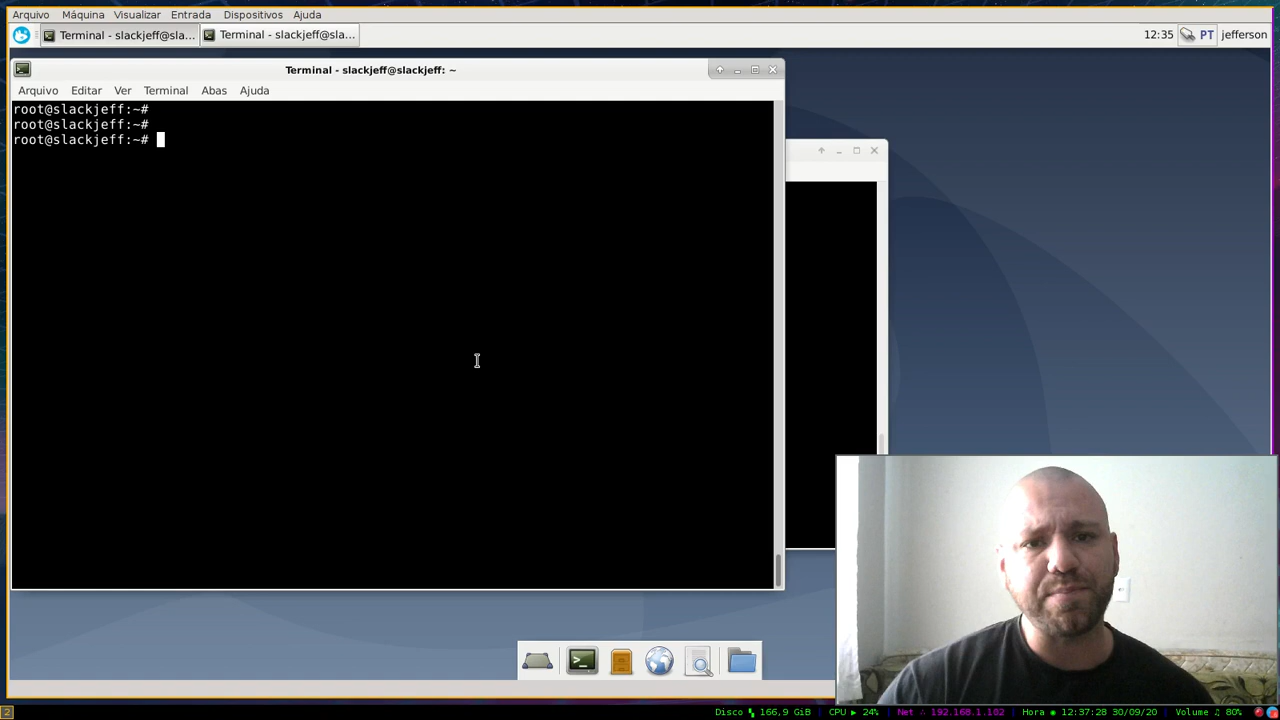 Arquivo Máquina Visualizar Entrada Dispositivos Ajuda
Terminal - slackjeff@sla... Terminal - slackjeff@sla... 12:35 PT jefferson
Terminal - slackjeff@slackjeff: ~
Arquivo Editar Ver Terminal Abas Ajuda
root@slackjeff:~#
root@slackjeff:~#
root@slackjeff:~#
2 Disco ▶ 166,9 GiB CPU ▶ 24% Net 192.168.1.102 Hora ◉ 12:37:28 30/09/20 Volume ♫ 80%